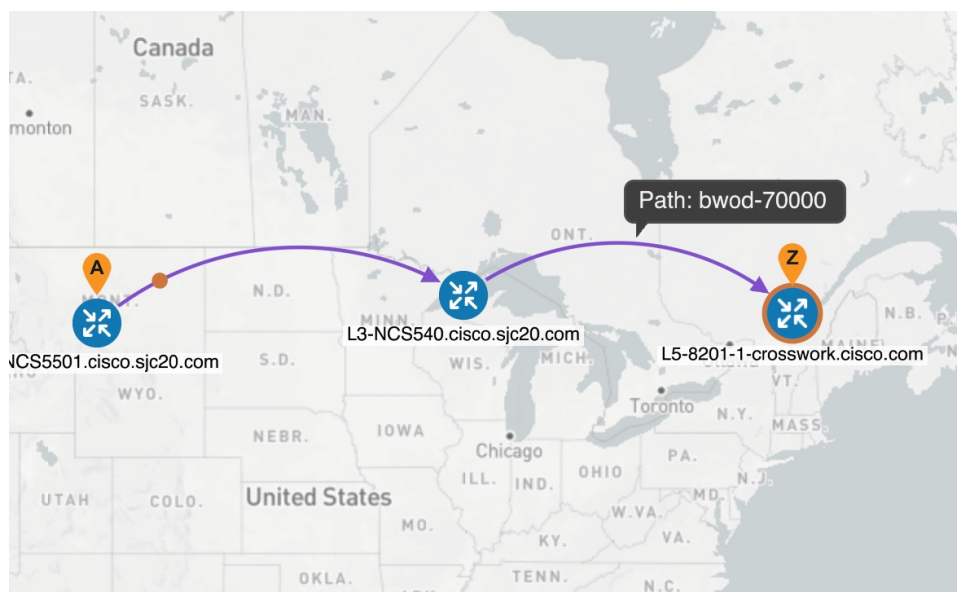 Canada
TA.
SASK.
MAN.
monton
Path: bwod-70000
ONT.
A
Z
MONT.
N.D.
MINN.
N.B.
P.
NCS5501.cisco.sjc20.com
L3-NCS540.cisco.sjc20.com
L5-8201-1-crosswork.cisco.com
S.D.
WIS.
MICH.
MAINE
WYO.
VT.
Toronto
N.Y.
MASS.
NEBR.
IOWA
Chicago
PA.
ILL.
IND.
OHIO
N.J.
UTAH
COLO.
United States
MD.
MO.
W.VA.
KY.
VA.
OKLA.
TENN.
N.C.